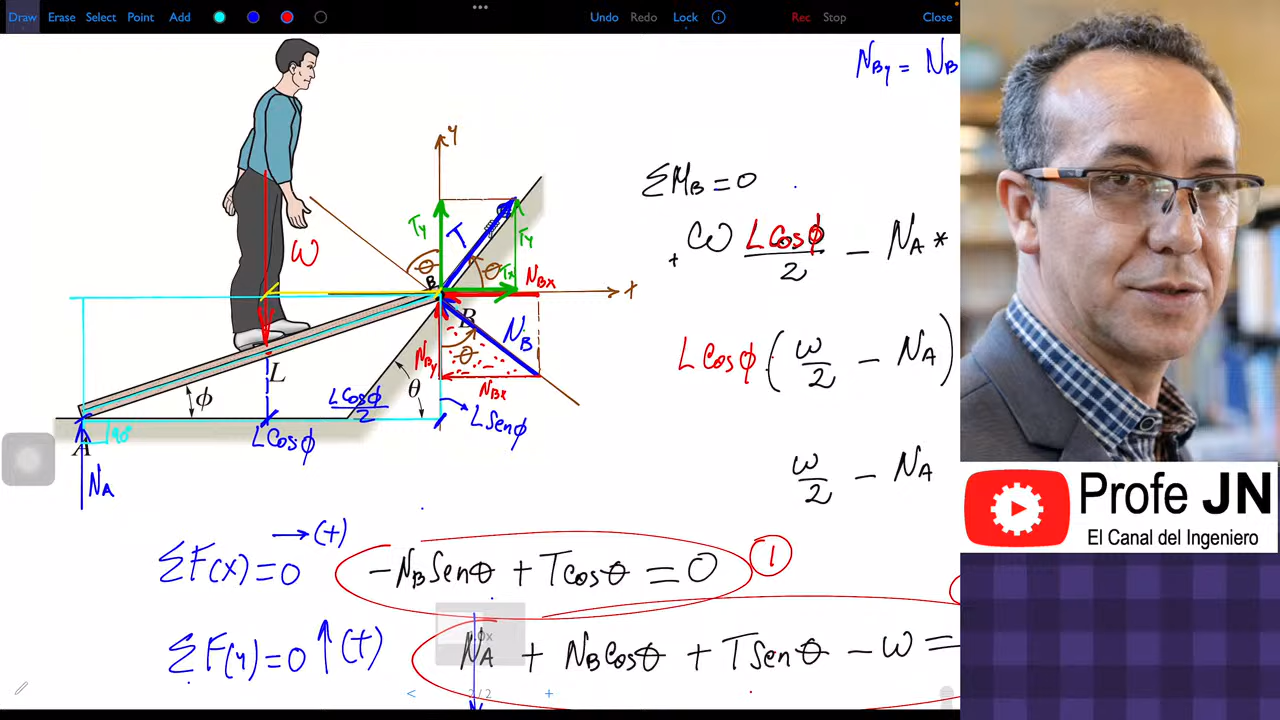 Draw Erase Select Point Add Undo Redo Lock Rec Stop Close
N_By = N_B
y
ΣM_B=0
T_y T T_y
W
+ W LCosϕ/2 - N_A *
θ B θ T_x N_Bx x
B N_B
N_By θ
LCosϕ (W/2 - N_A)
L
ϕ LCosϕ/2 θ N_Bx
LSenϕ
90° LCosϕ
A
N_A
W/2 - N_A
Profe JN
El Canal del Ingeniero
ΣF(x)=0 →(+) -N_B Senθ + T Cosθ = 0 ①
ΣF(y)=0 ↑(+) N_A + N_B Cosθ + T Senθ - W =
< 2/2 +